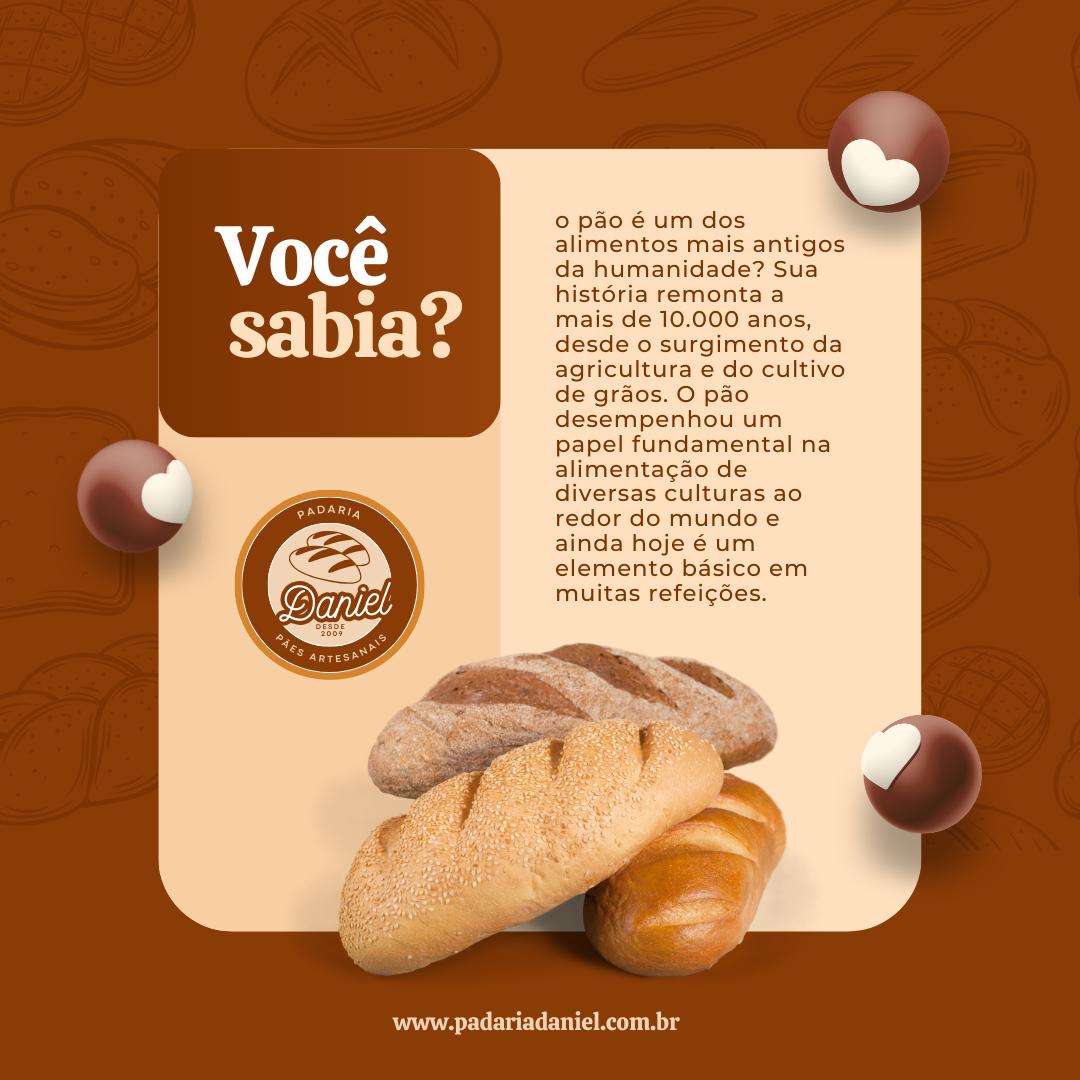 Você
sabia?
o pão é um dos
alimentos mais antigos
da humanidade? Sua
história remonta a
mais de 10.000 anos,
desde o surgimento da
agricultura e do cultivo
de grãos. O pão
desempenhou um
papel fundamental na
alimentação de
diversas culturas ao
redor do mundo e
ainda hoje é um
elemento básico em
muitas refeições.
PADARIA
Daniel
DESDE
2009
PÃES ARTESANAIS
www.padariadaniel.com.br